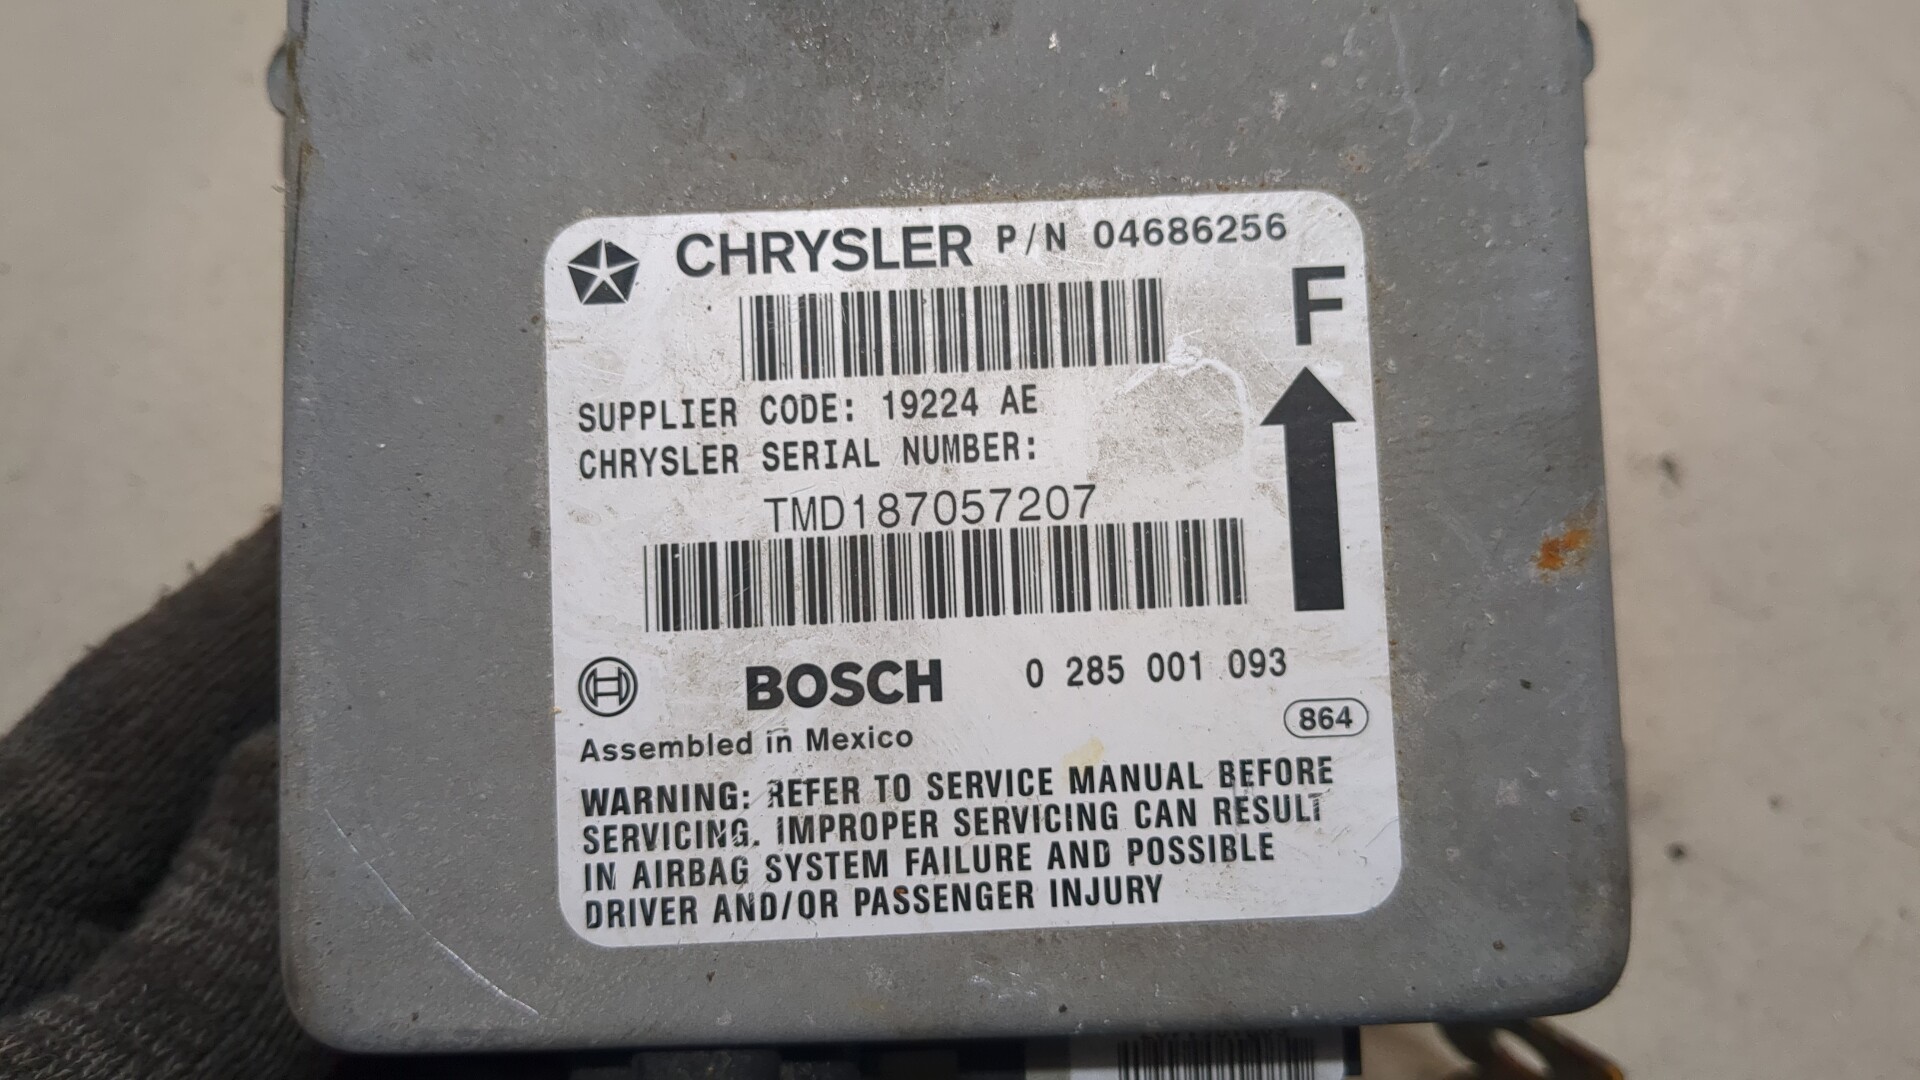 CHRYSLER P/N 04686256
F
SUPPLIER CODE: 19224 AE
CHRYSLER SERIAL NUMBER:
TMD187057207
BOSCH 0 285 001 093
864
Assembled in Mexico
WARNING: REFER TO SERVICE MANUAL BEFORE
SERVICING. IMPROPER SERVICING CAN RESULT
IN AIRBAG SYSTEM FAILURE AND POSSIBLE
DRIVER AND/OR PASSENGER INJURY